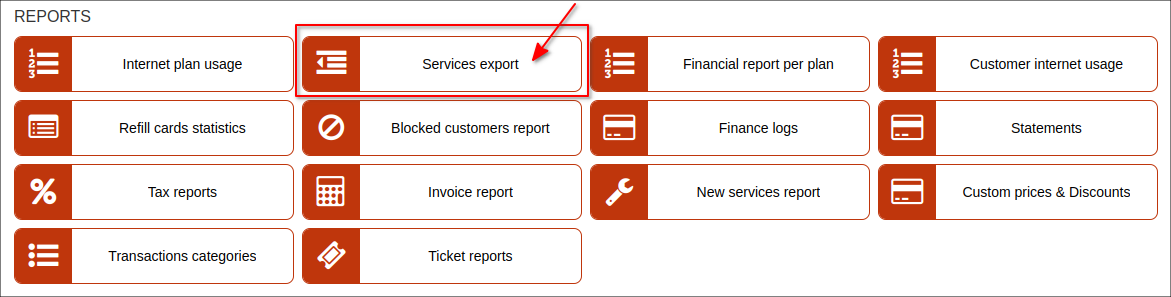 REPORTS
Internet plan usage
Services export
Financial report per plan
Customer internet usage
Refill cards statistics
Blocked customers report
Finance logs
Statements
Tax reports
Invoice report
New services report
Custom prices & Discounts
Transactions categories
Ticket reports